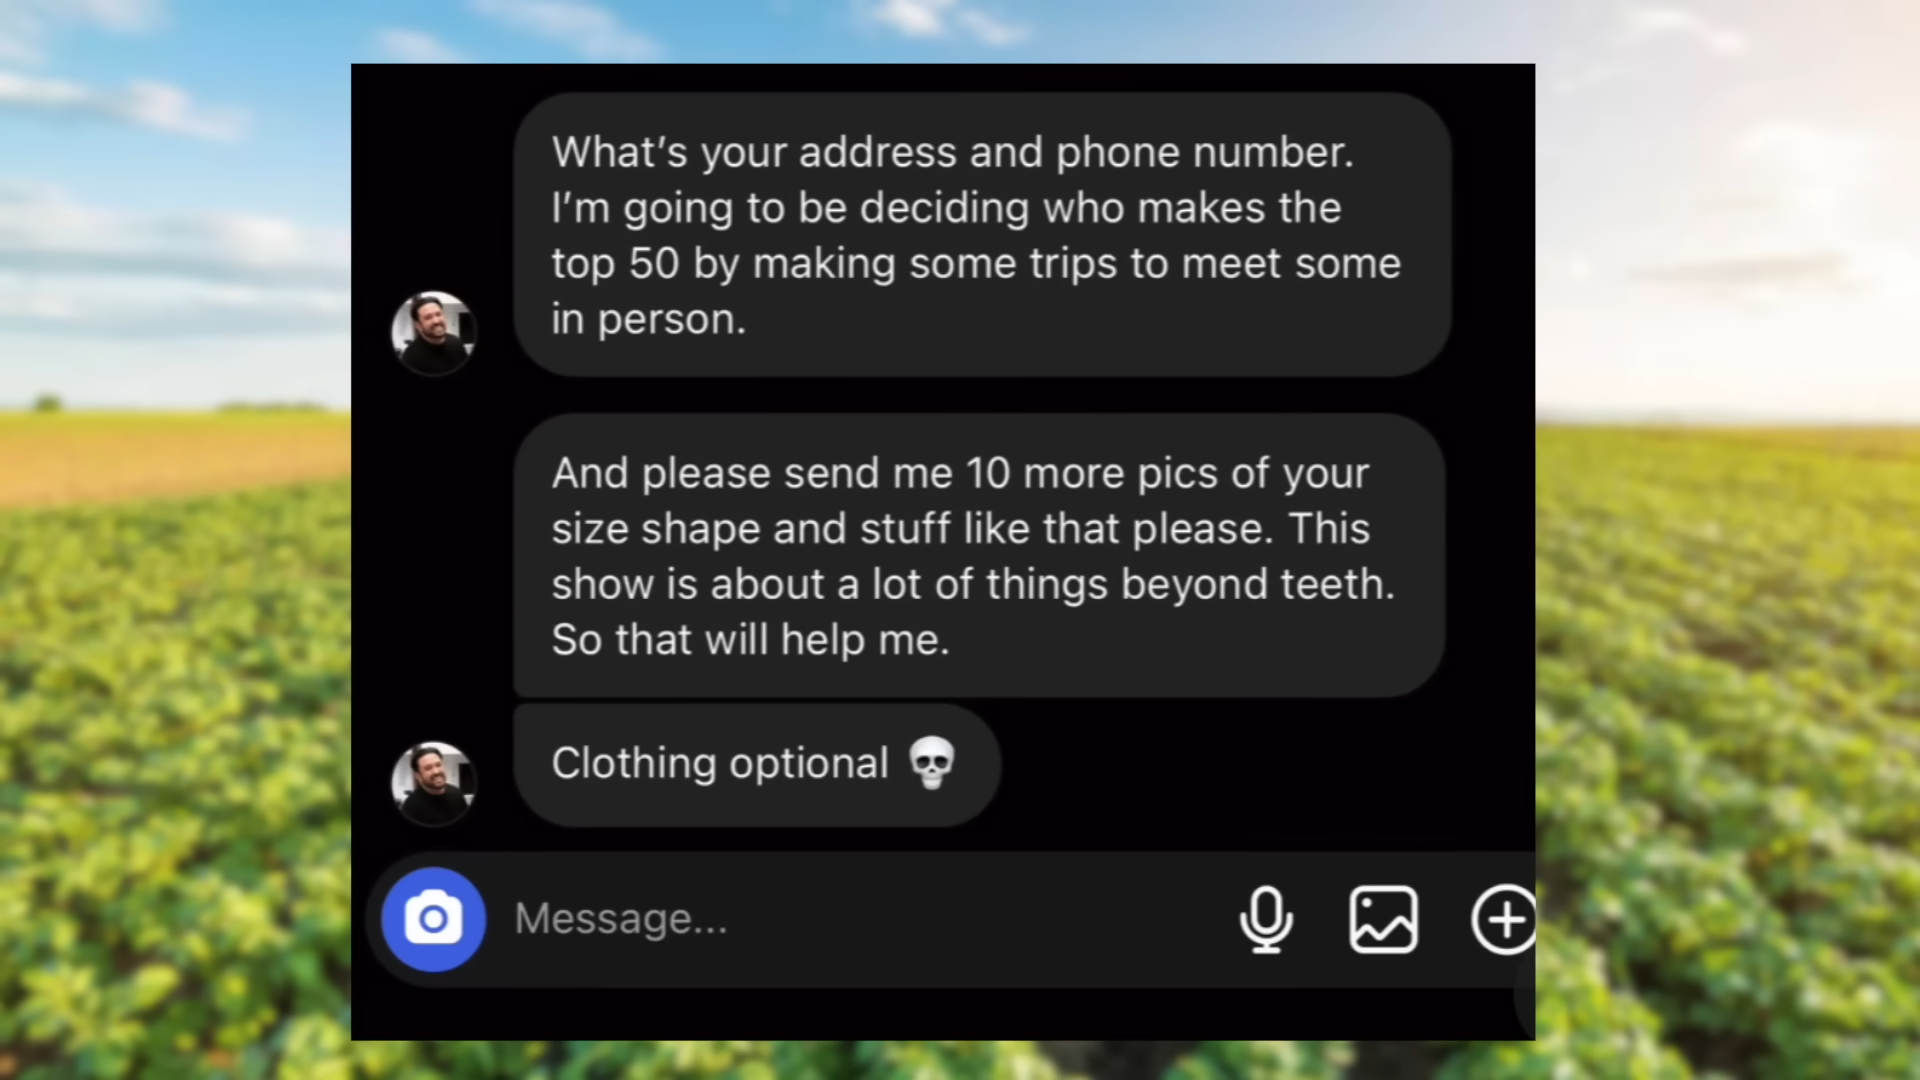 What’s your address and phone number.
I’m going to be deciding who makes the
top 50 by making some trips to meet some
in person.
And please send me 10 more pics of your
size shape and stuff like that please. This
show is about a lot of things beyond teeth.
So that will help me.
Clothing optional 💀
Message...